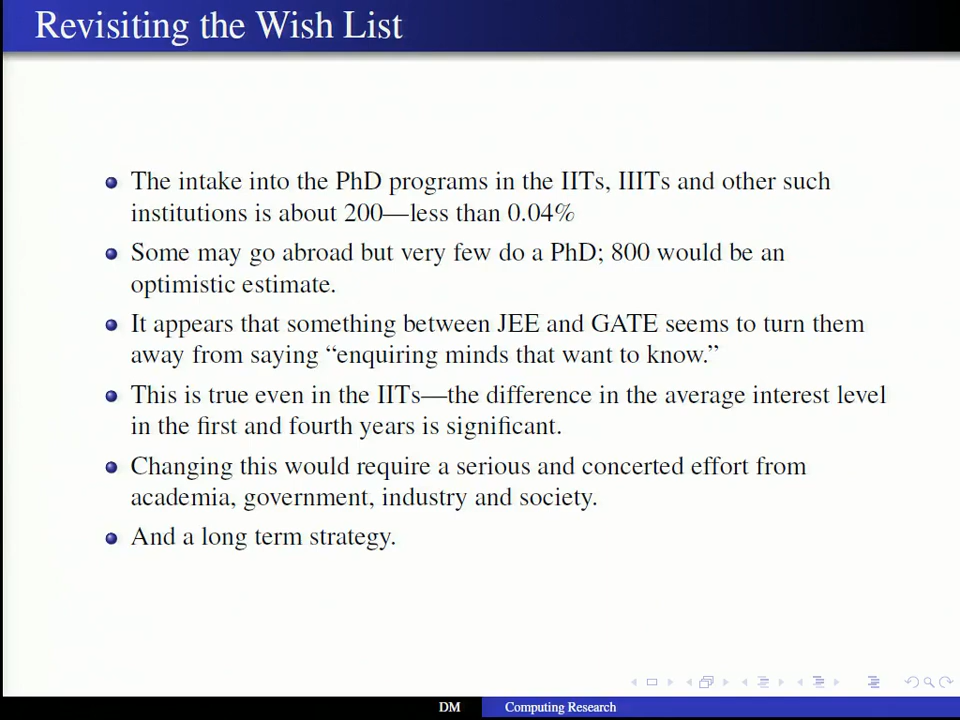 Revisiting the Wish List
The intake into the PhD programs in the IITs, IIITs and other such
institutions is about 200—less than 0.04%
Some may go abroad but very few do a PhD; 800 would be an
optimistic estimate.
It appears that something between JEE and GATE seems to turn them
away from saying “enquiring minds that want to know.”
This is true even in the IITs—the difference in the average interest level
in the first and fourth years is significant.
Changing this would require a serious and concerted effort from
academia, government, industry and society.
And a long term strategy.
DM
Computing Research